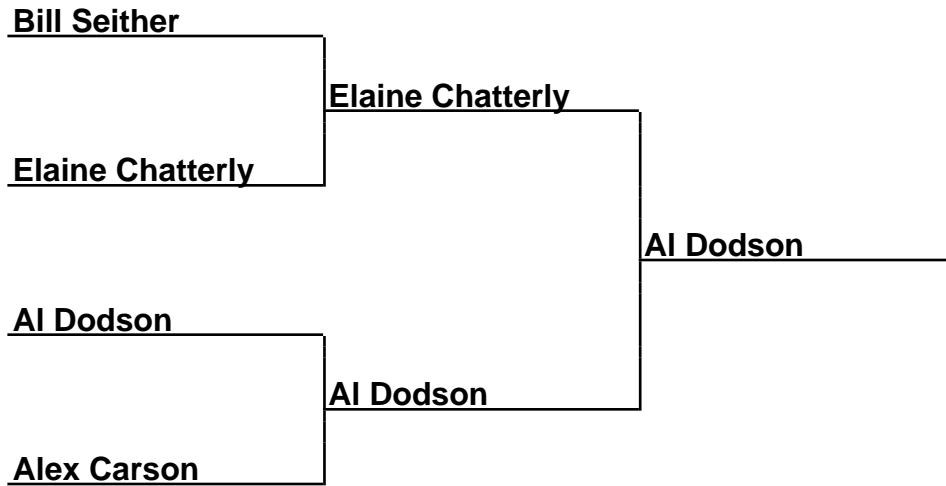 Bill Seither
Elaine Chatterly
Elaine Chatterly
Al Dodson
Al Dodson
Al Dodson
Alex Carson